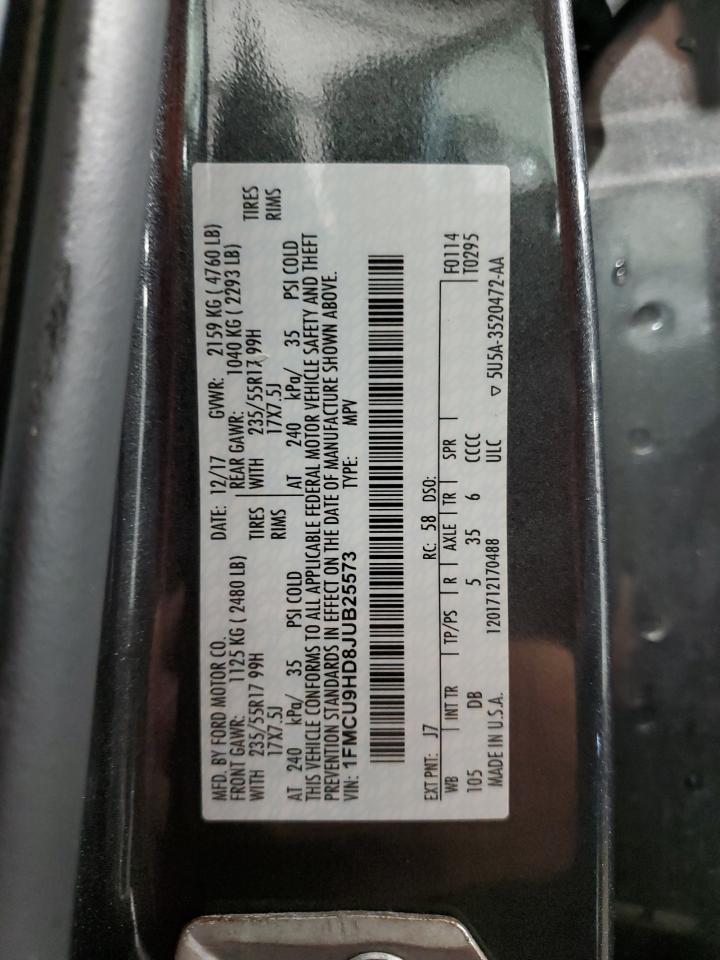 MFD. BY FORD MOTOR CO. DATE: 12/17 GVWR: 2159 KG ( 4760 LB)
FRONT GAWR: 1125 KG ( 2480 LB) REAR GAWR: 1040 KG ( 2293 LB)
WITH 235/55R17 99H TIRES WITH 235/55R17 99H TIRES
17X7.5J RIMS 17X7.5J RIMS
AT 240 kPa/ 35 PSI COLD AT 240 kPa/ 35 PSI COLD
THIS VEHICLE CONFORMS TO ALL APPLICABLE FEDERAL MOTOR VEHICLE SAFETY AND THEFT
PREVENTION STANDARDS IN EFFECT ON THE DATE OF MANUFACTURE SHOWN ABOVE.
VIN: 1FMCU9HD8JUB25573 TYPE: MPV
EXT PNT: J7 RC: 58 DSO: F0114
WB INT TR TP/PS R AXLE TR SPR T0295
105 DB 5 35 6 CCCC
MADE IN U.S.A. 1201712170488 ULC ▽ 5U5A-3520472-AA